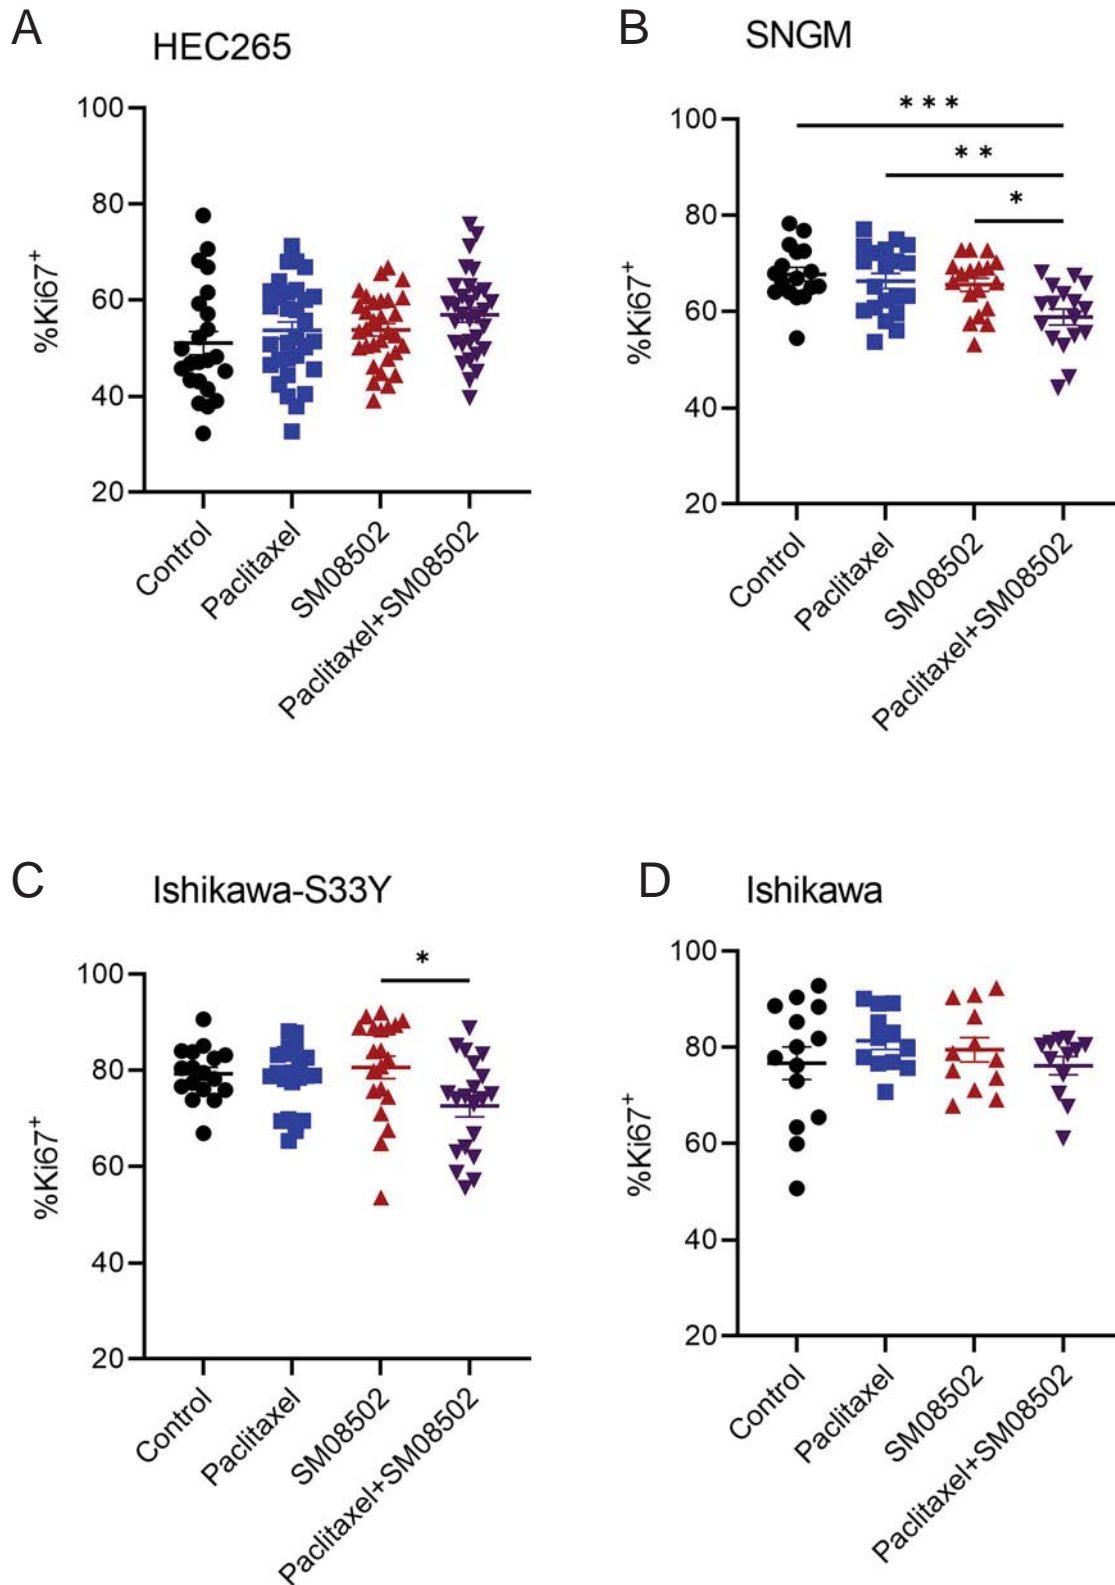 A
HEC265
%Ki67+
100
80
60
40
20
Control
Paclitaxel
SM08502
Paclitaxel+SM08502
B
SNGM
%Ki67+
100
80
60
40
20
***
**
*
Control
Paclitaxel
SM08502
Paclitaxel+SM08502
C
Ishikawa-S33Y
%Ki67+
100
80
60
40
20
*
Control
Paclitaxel
SM08502
Paclitaxel+SM08502
D
Ishikawa
%Ki67+
100
80
60
40
20
Control
Paclitaxel
SM08502
Paclitaxel+SM08502